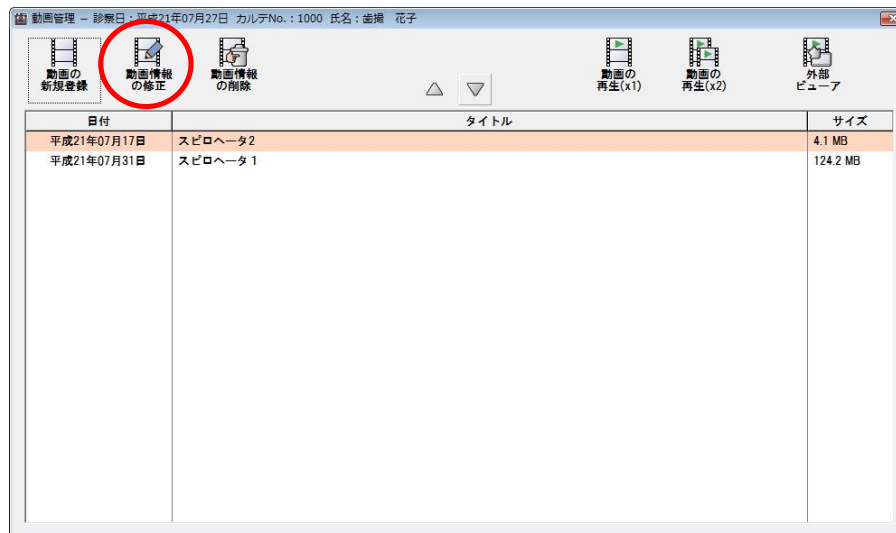 動画管理 – 診察日：平成21年07月27日 カルテNo.：1000 氏名：歯撮 花子
動画の
新規登録
動画情報
の修正
動画情報
の削除
動画の
再生(x1)
動画の
再生(x2)
外部
ビューア
日付 タイトル サイズ
平成21年07月17日 スピロヘータ2 4.1 MB
平成21年07月31日 スピロヘータ１ 124.2 MB